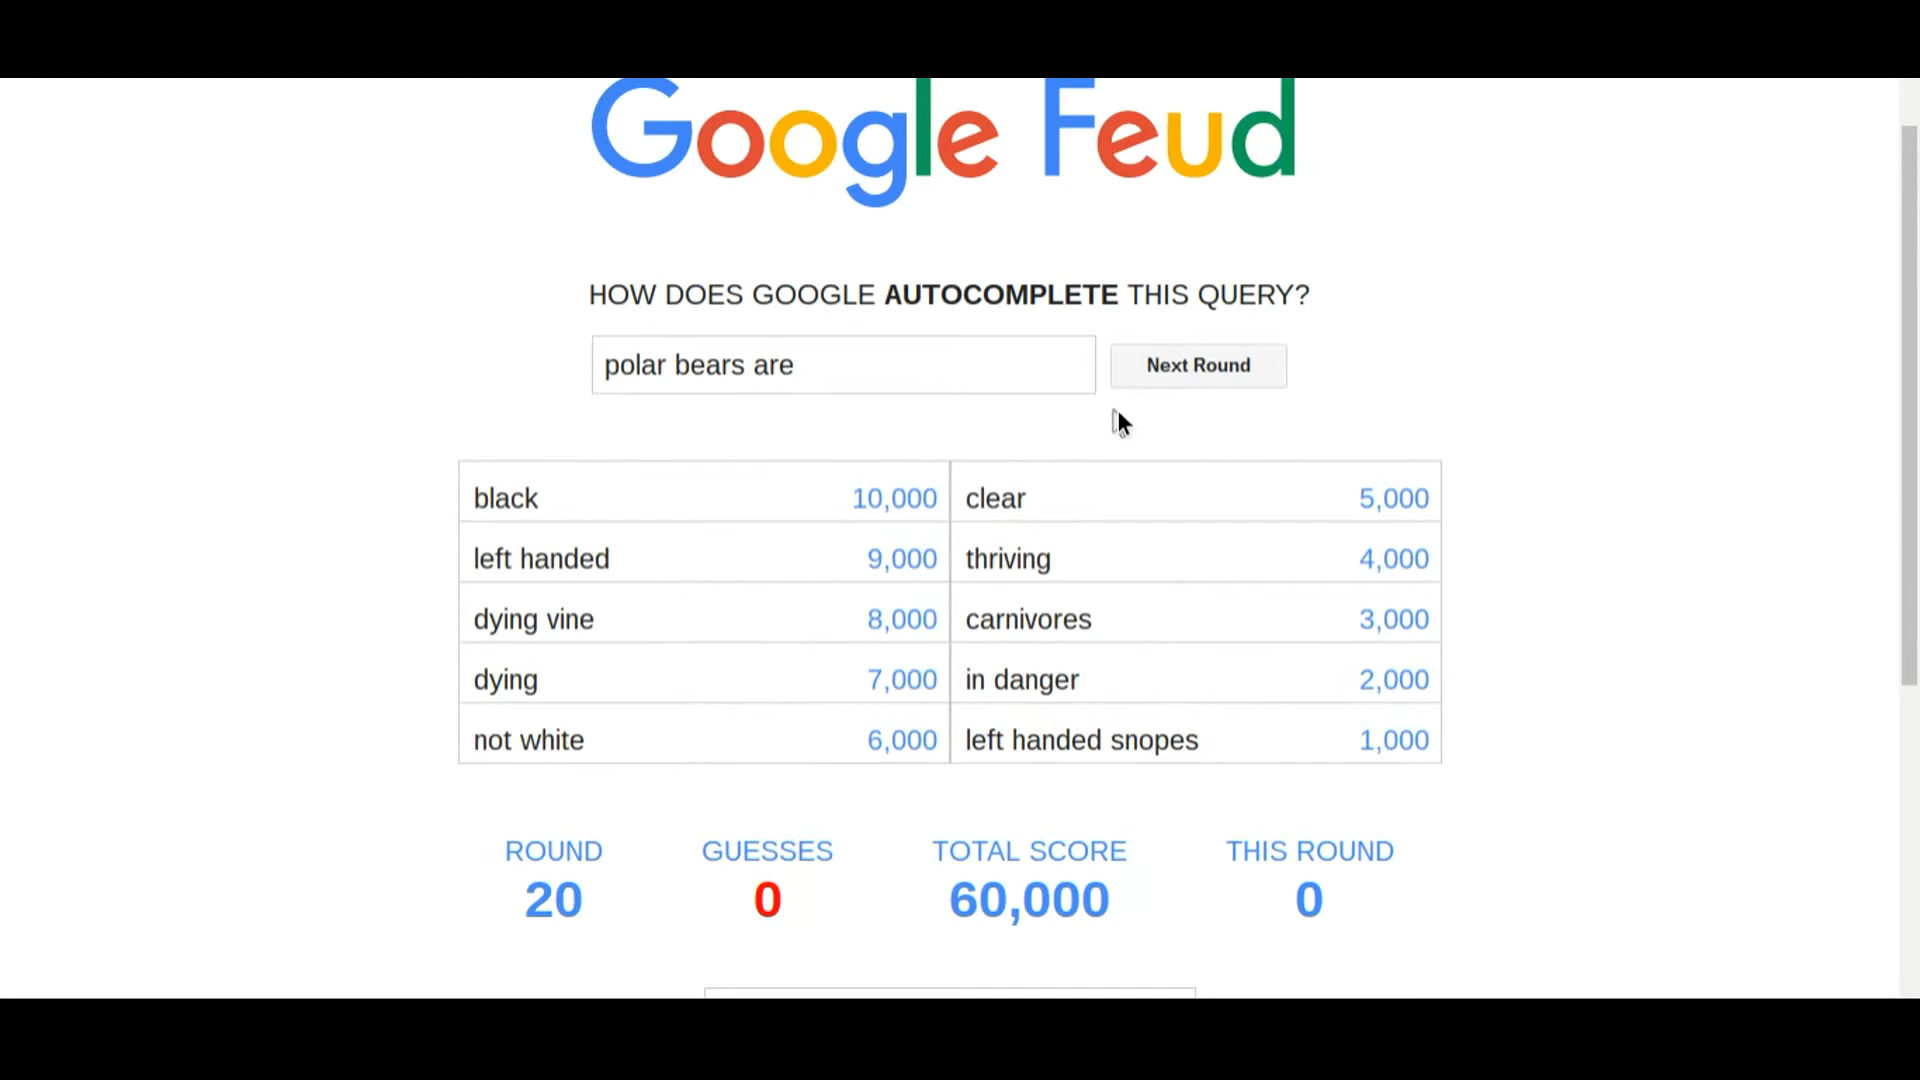 Google Feud
HOW DOES GOOGLE AUTOCOMPLETE THIS QUERY?
polar bears are
Next Round
black 10,000
clear 5,000
left handed 9,000
thriving 4,000
dying vine 8,000
carnivores 3,000
dying 7,000
in danger 2,000
not white 6,000
left handed snopes 1,000
ROUND GUESSES TOTAL SCORE THIS ROUND
20 0 60,000 0